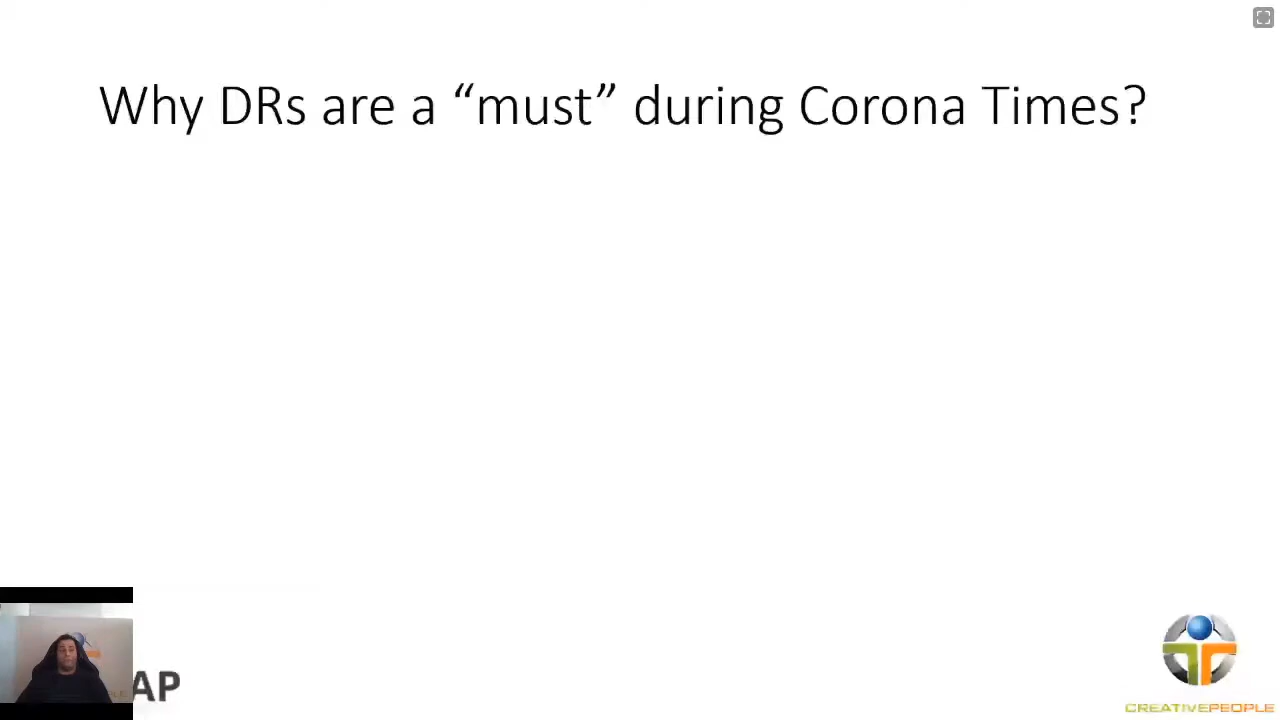 Why DRs are a “must” during Corona Times?
AP
CREATIVEPEOPLE